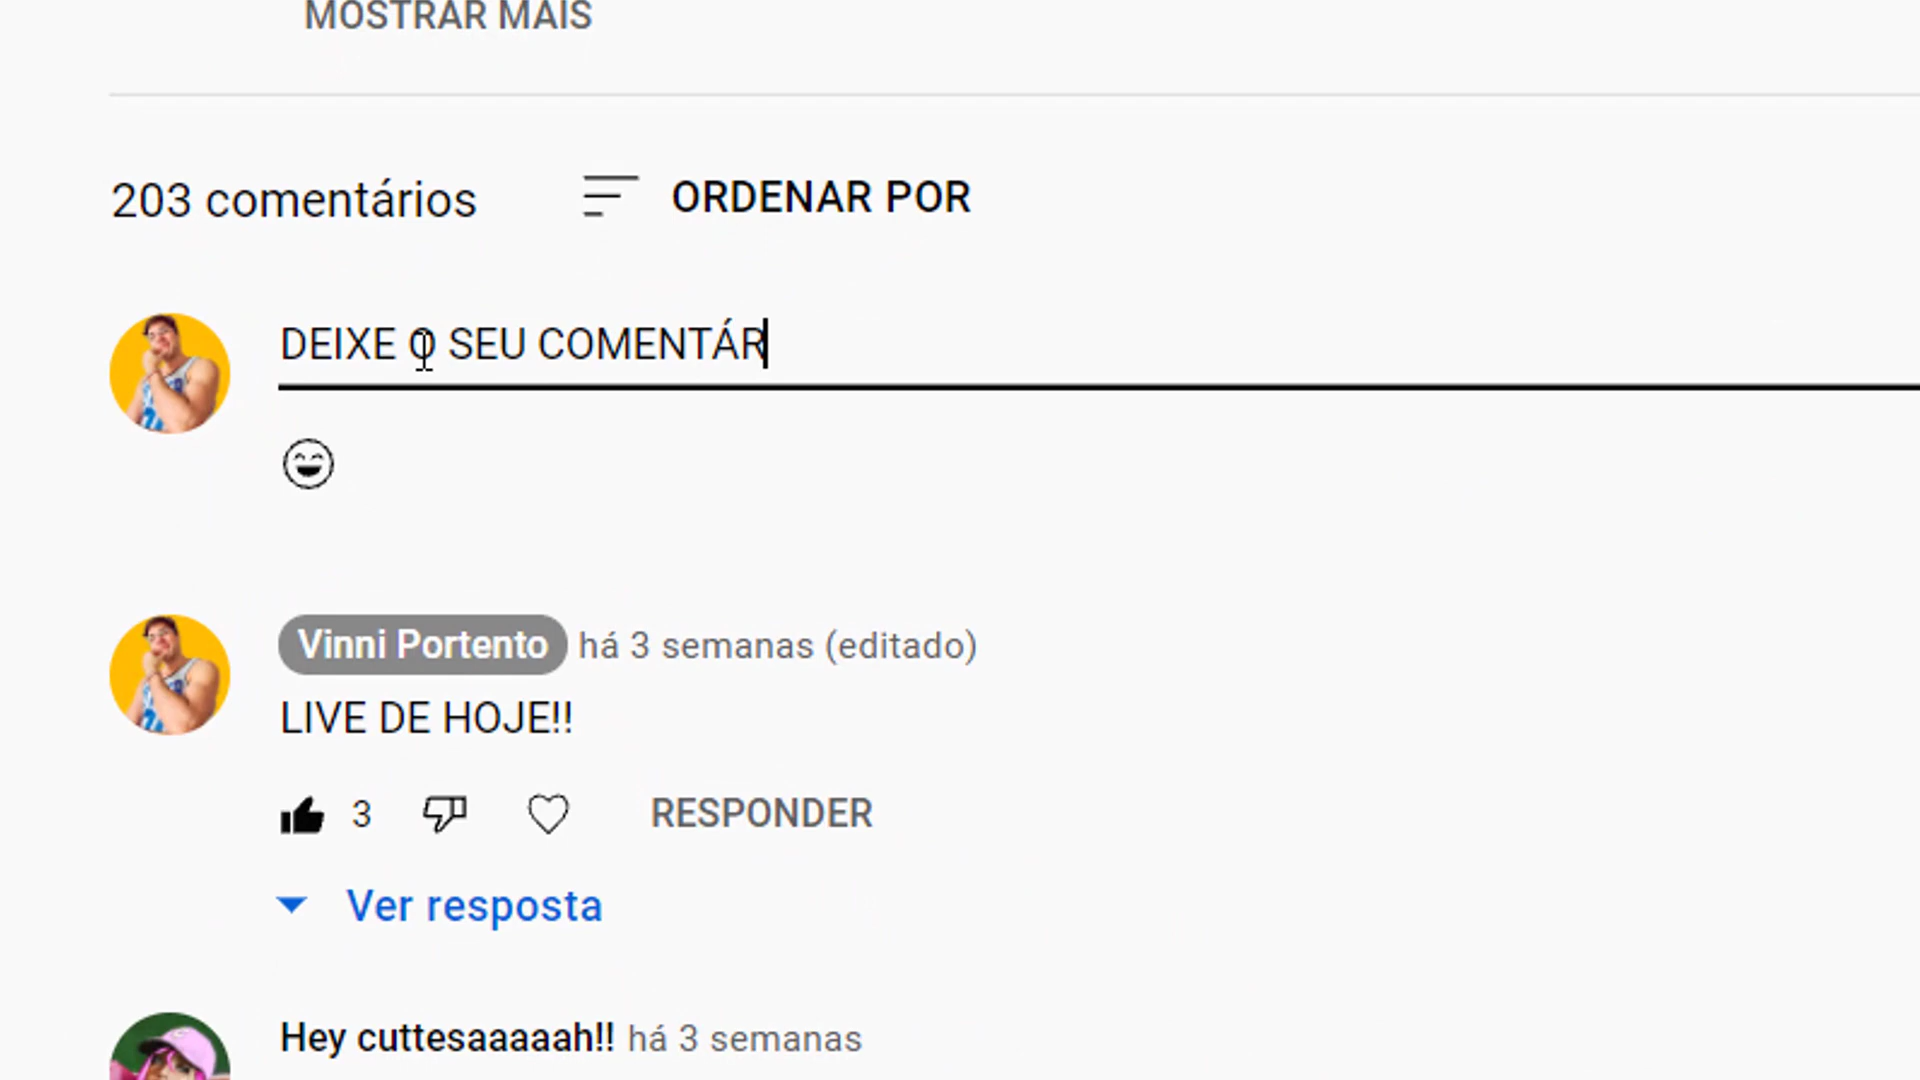 MOSTRAR MAIS
203 comentários
ORDENAR POR
DEIXE O SEU COMENTÁR
Vinni Portento há 3 semanas (editado)
LIVE DE HOJE!!
3 RESPONDER
Ver resposta
Hey cuttesaaaaah!! há 3 semanas